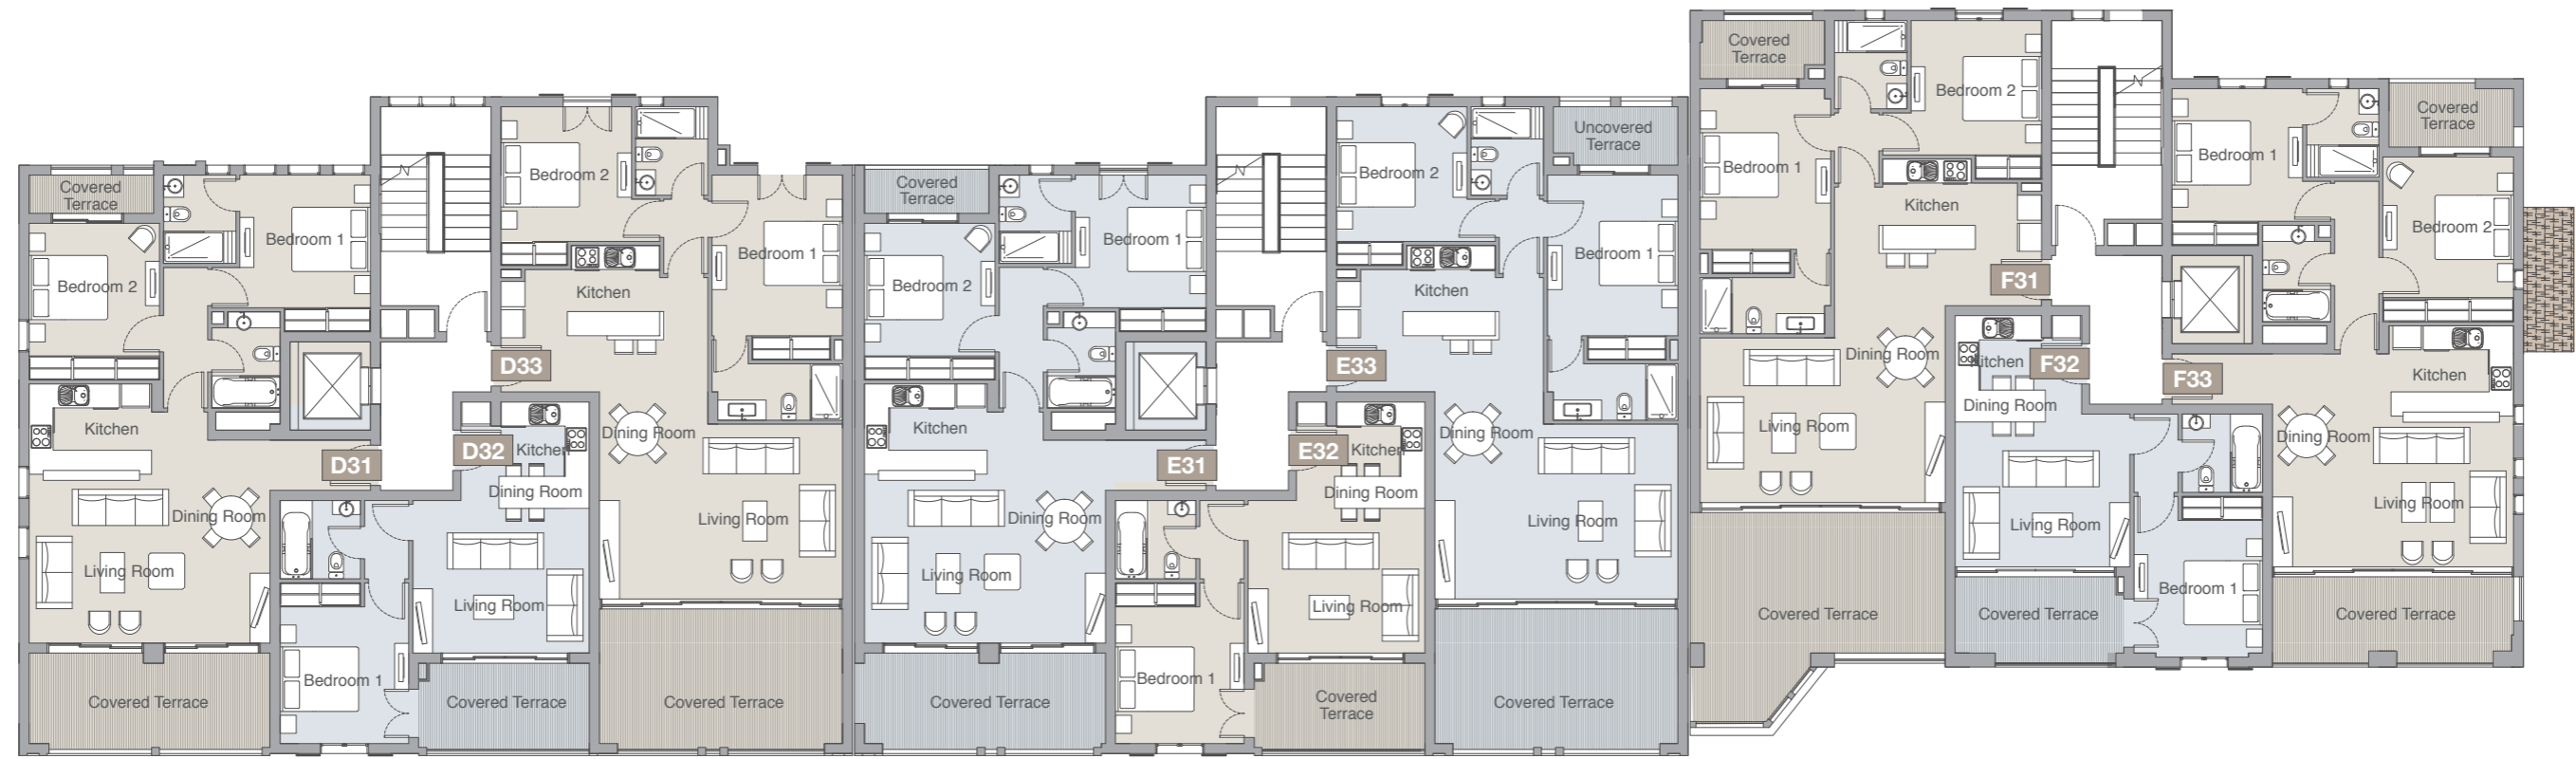 Covered
Terrace
Bedroom 1
Bedroom 2
Kitchen
D31
Dining Room
Living Room
Covered Terrace
D32
Kitchen
Dining Room
Living Room
Bedroom 1
Covered Terrace
Bedroom 2
Bedroom 1
Kitchen
D33
Dining Room
Living Room
Covered Terrace
Covered
Terrace
Bedroom 1
Bedroom 2
Kitchen
E31
Dining Room
Living Room
Covered Terrace
E32
Kitchen
Dining Room
Living Room
Bedroom 1
Covered
Terrace
Bedroom 2
Uncovered
Terrace
Bedroom 1
Kitchen
E33
Dining Room
Living Room
Covered Terrace
Covered
Terrace
Bedroom 2
Bedroom 1
Kitchen
F31
Dining Room
Living Room
Covered Terrace
Kitchen
F32
Dining Room
Living Room
Covered Terrace
Bedroom 1
Covered
Terrace
Bedroom 1
Bedroom 2
F33
Kitchen
Dining Room
Living Room
Covered Terrace